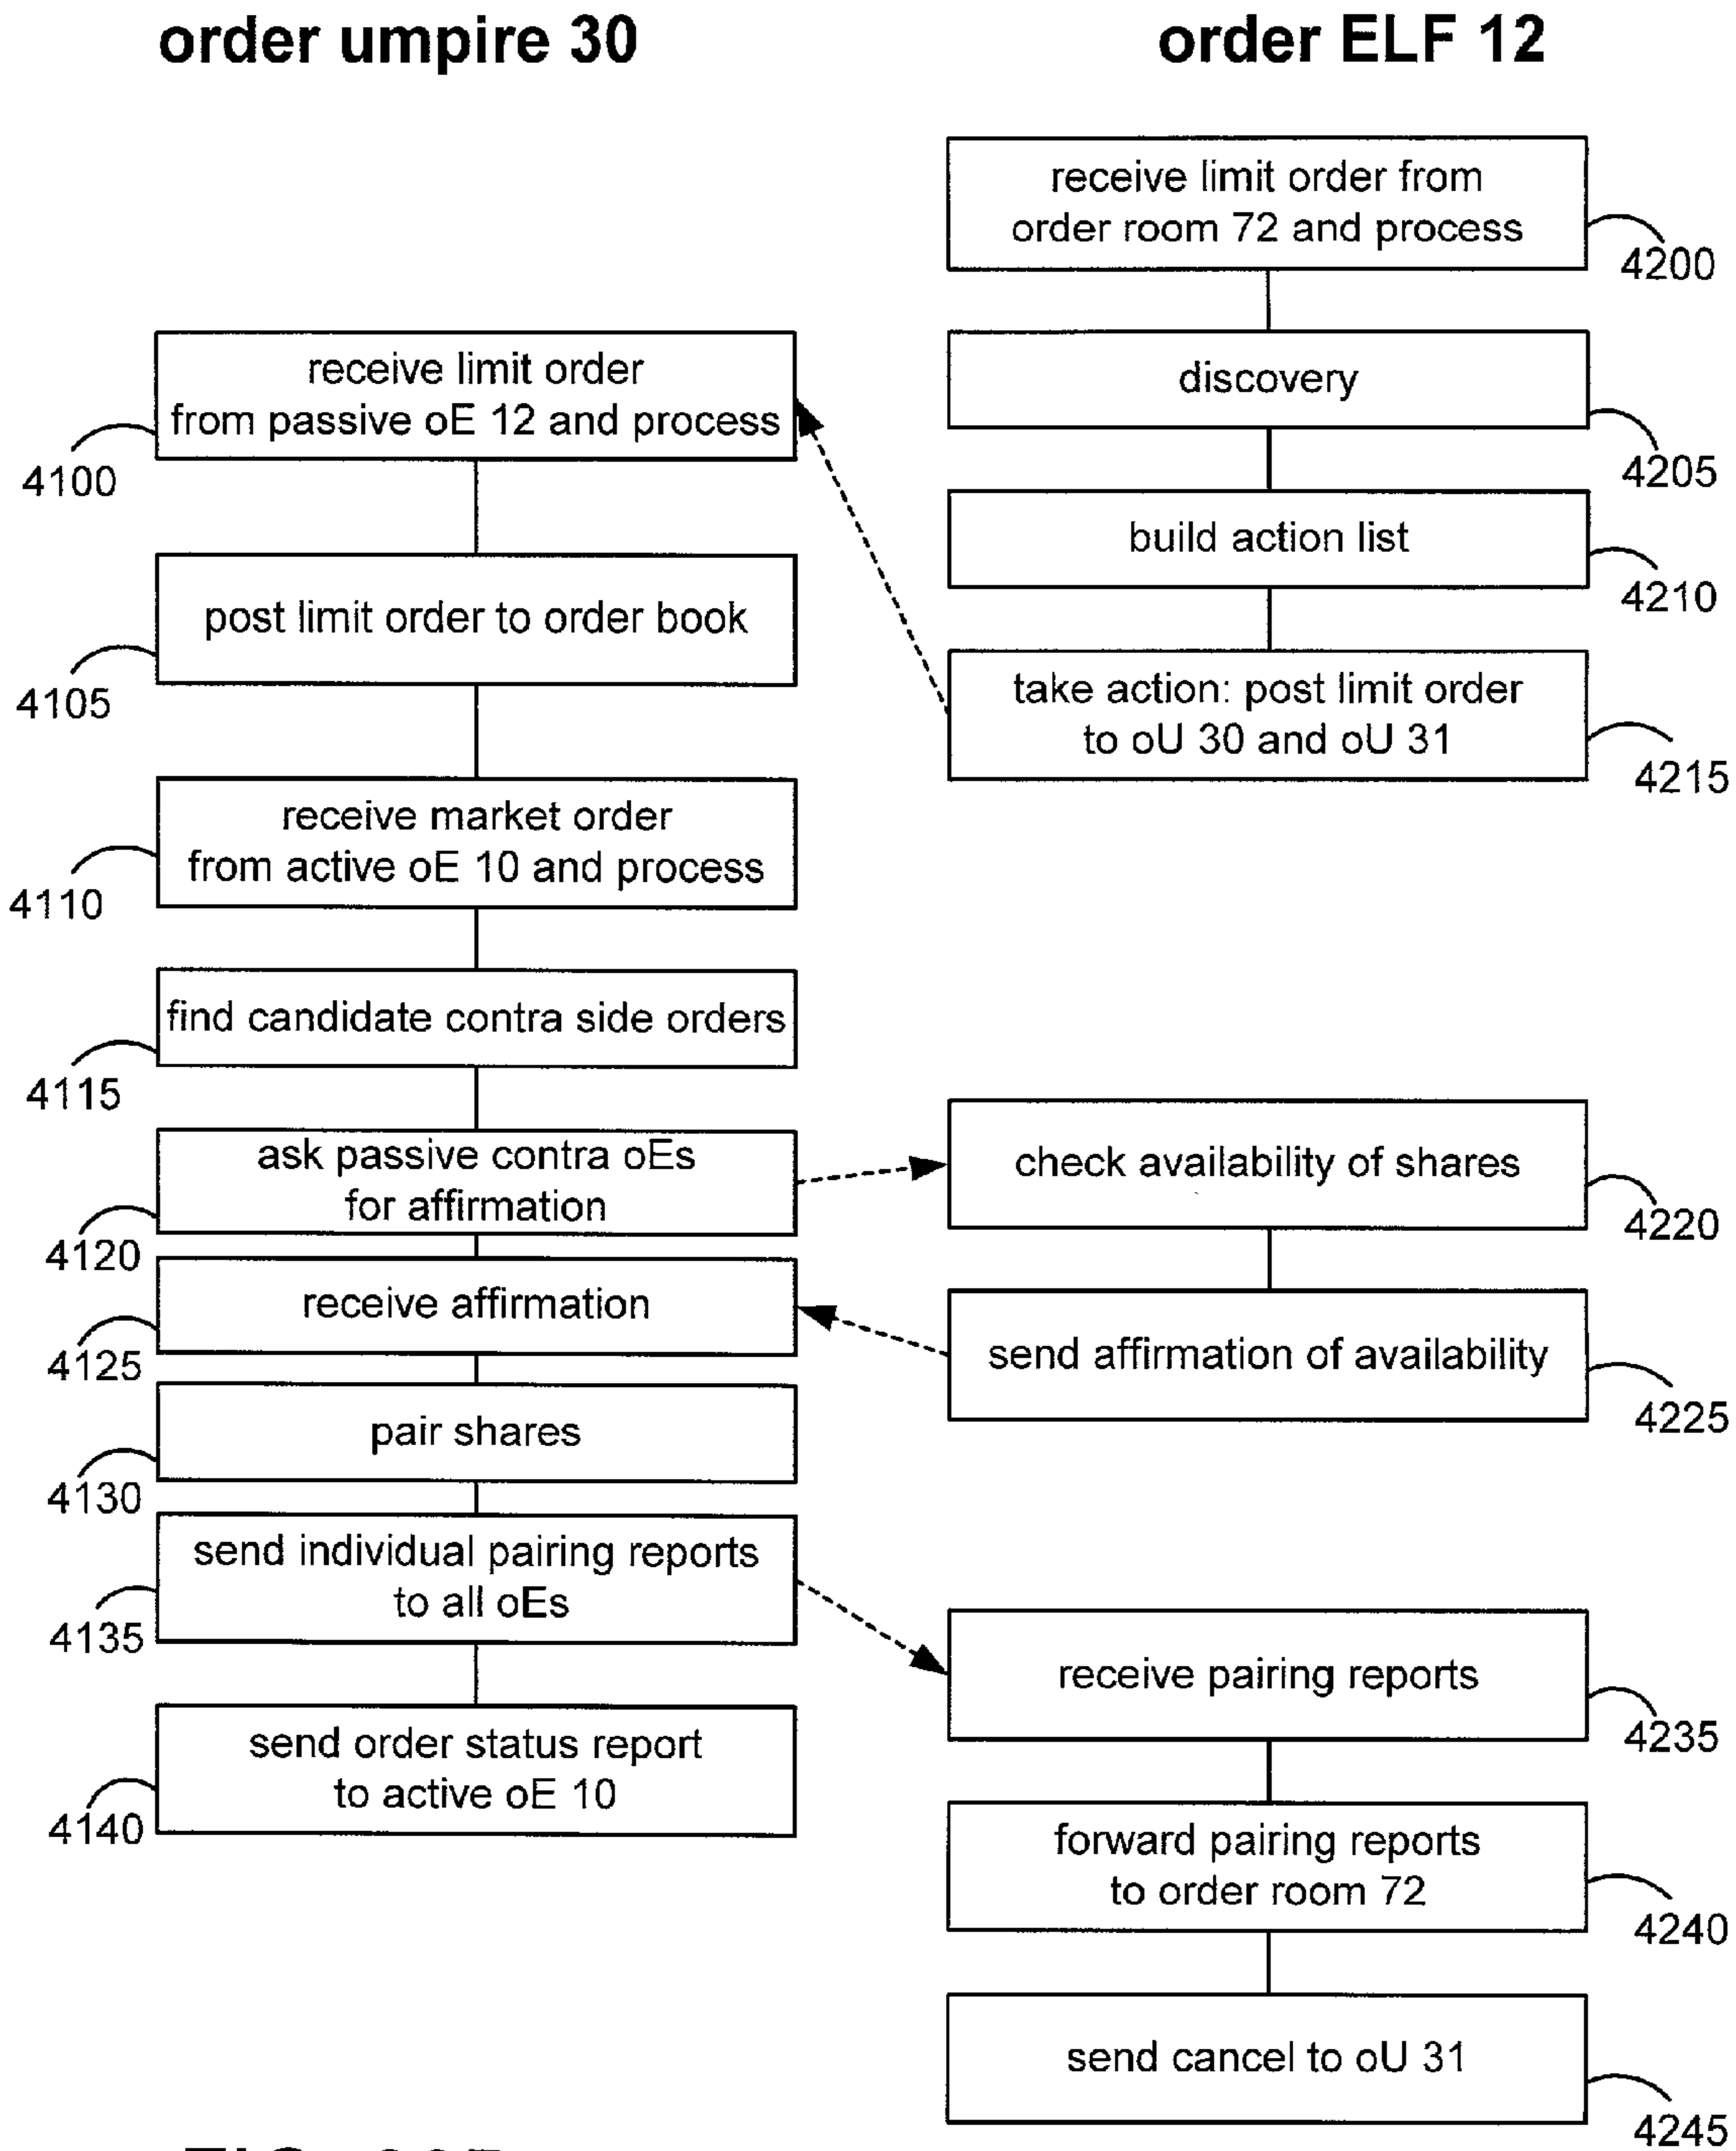 order umpire 30
order ELF 12
receive limit order from
order room 72 and process
4200
receive limit order
from passive oE 12 and process
4100
discovery
4205
build action list
4210
post limit order to order book
4105
take action: post limit order
to oU 30 and oU 31
4215
receive market order
from active oE 10 and process
4110
find candidate contra side orders
4115
ask passive contra oEs
for affirmation
4120
check availability of shares
4220
receive affirmation
4125
send affirmation of availability
4225
pair shares
4130
send individual pairing reports
to all oEs
4135
receive pairing reports
4235
send order status report
to active oE 10
4140
forward pairing reports
to order room 72
4240
send cancel to oU 31
4245